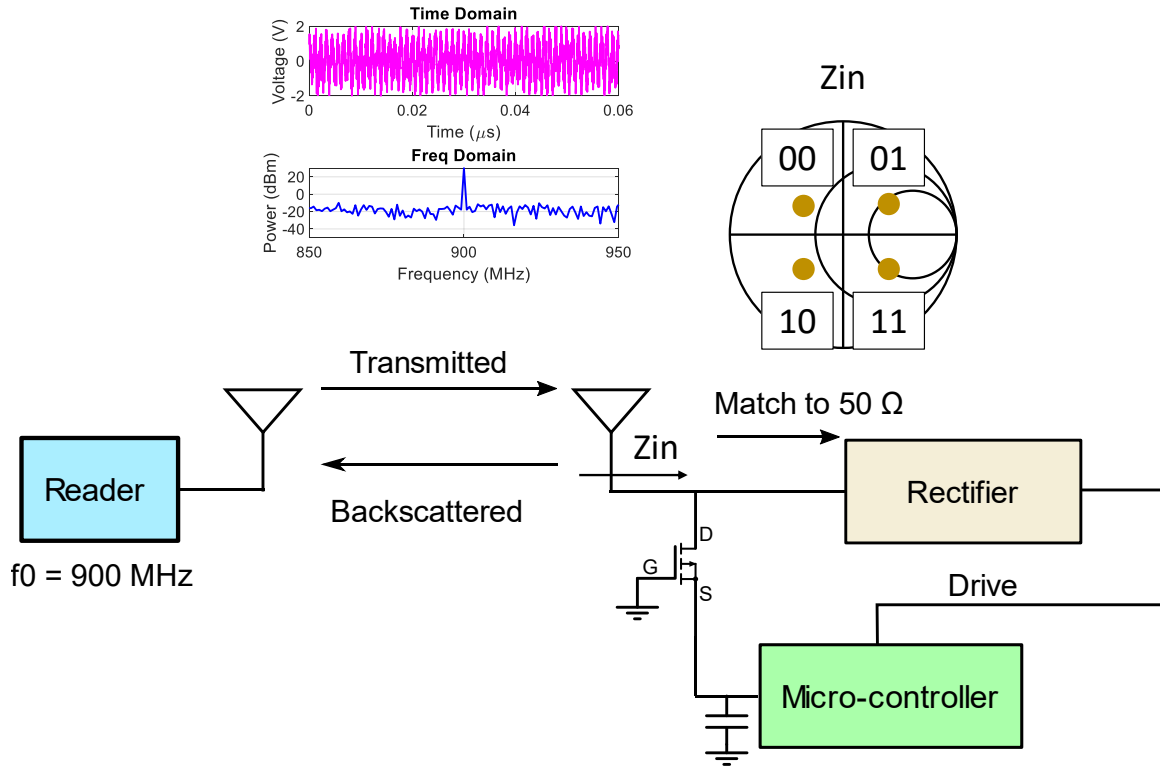 Time Domain
Voltage (V)
2
0
-2
0
0.02
0.04
0.06
Time (μs)
Freq Domain
Power (dBm)
20
0
-20
-40
850
900
950
Frequency (MHz)
Zin
00
01
10
11
Transmitted
Match to 50 Ω
Zin
Reader
Backscattered
Rectifier
f0 = 900 MHz
D
G
S
Drive
Micro-controller